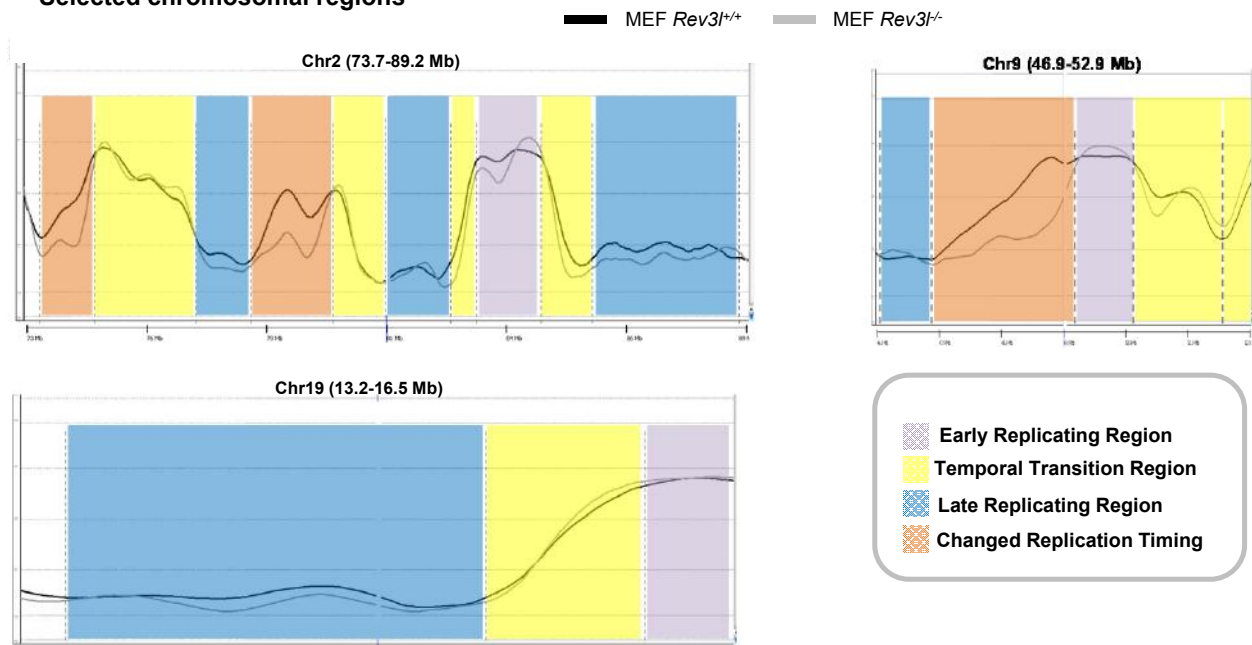 Selected chromosomal regions
MEF Rev3l+/+ MEF Rev3l-/-
Chr2 (73.7-89.2 Mb)
Chr9 (46.9-52.9 Mb)
Chr19 (13.2-16.5 Mb)
Early Replicating Region
Temporal Transition Region
Late Replicating Region
Changed Replication Timing